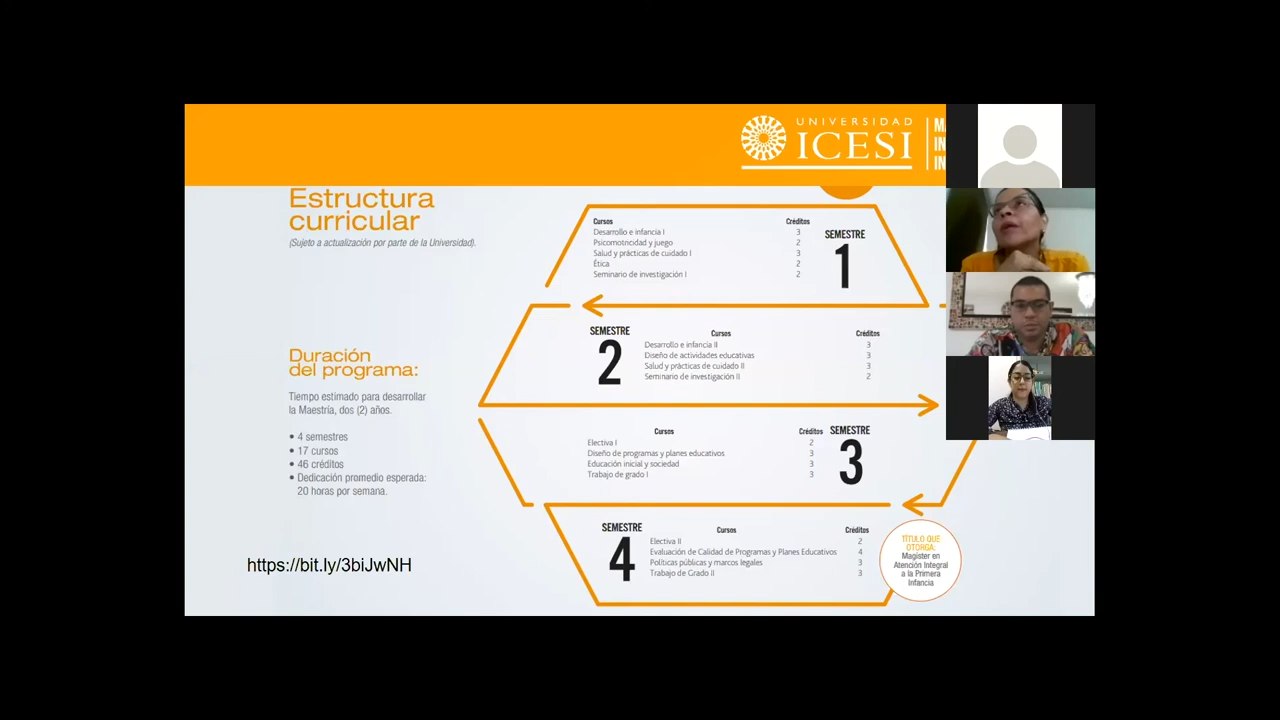 UNIVERSIDAD
ICESI
Estructura
curricular
(Sujeto a actualización por parte de la Universidad).
Duración
del programa:
Tiempo estimado para desarrollar
la Maestría, dos (2) años.
• 4 semestres
• 17 cursos
• 46 créditos
• Dedicación promedio esperada:
20 horas por semana.
https://bit.ly/3biJwNH
Cursos Créditos
Desarrollo e infancia I 3
Psicomotricidad y juego 2
Salud y prácticas de cuidado I 3
Ética 2
Seminario de investigación I 2
SEMESTRE
1
SEMESTRE
2
Cursos Créditos
Desarrollo e infancia II 3
Diseño de actividades educativas 3
Salud y prácticas de cuidado II 3
Seminario de investigación II 2
Cursos Créditos
Electiva I 2
Diseño de programas y planes educativos 3
Educación inicial y sociedad 3
Trabajo de grado I 3
SEMESTRE
3
SEMESTRE
4
Cursos Créditos
Electiva II 2
Evaluación de Calidad de Programas y Planes Educativos 4
Políticas públicas y marcos legales 3
Trabajo de Grado II 3
TÍTULO QUE
OTORGA:
Magíster en
Atención Integral
a la Primera
Infancia